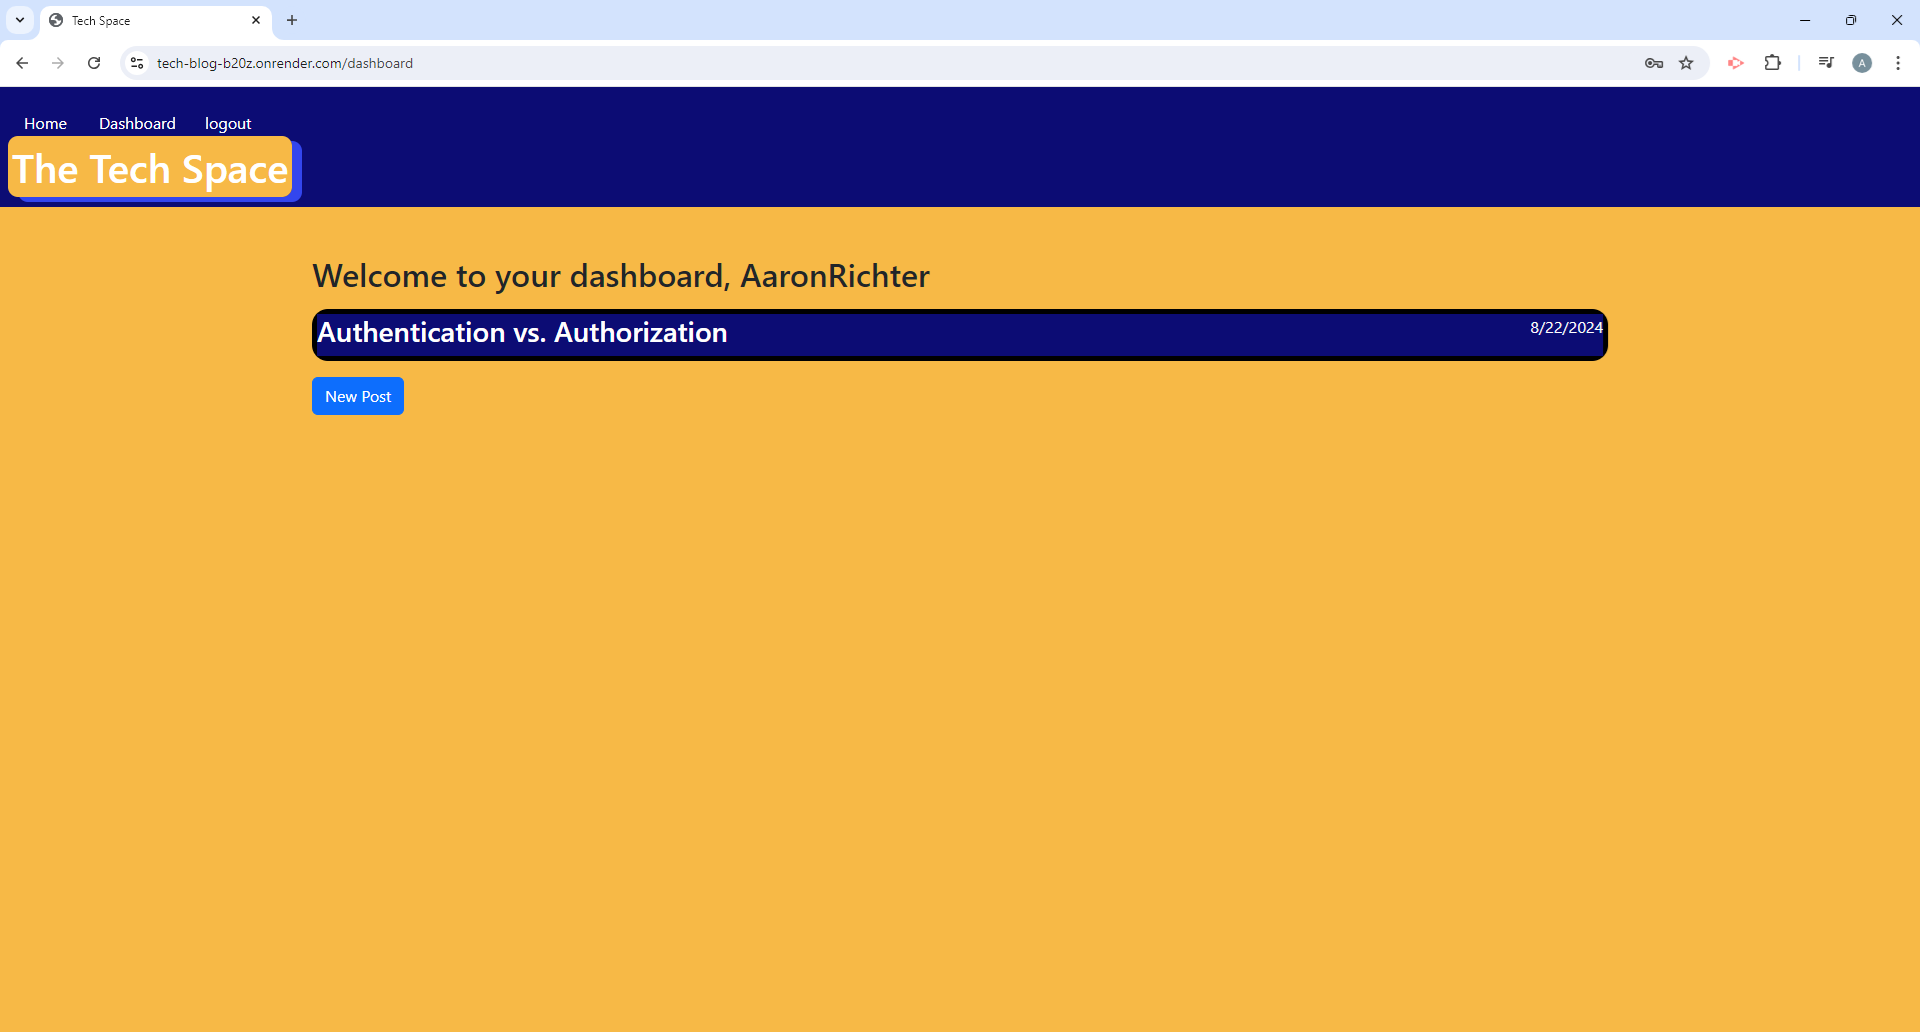 Tech Space
tech-blog-b20z.onrender.com/dashboard
A
Home Dashboard logout
The Tech Space
Welcome to your dashboard, AaronRichter
Authentication vs. Authorization 8/22/2024
New Post